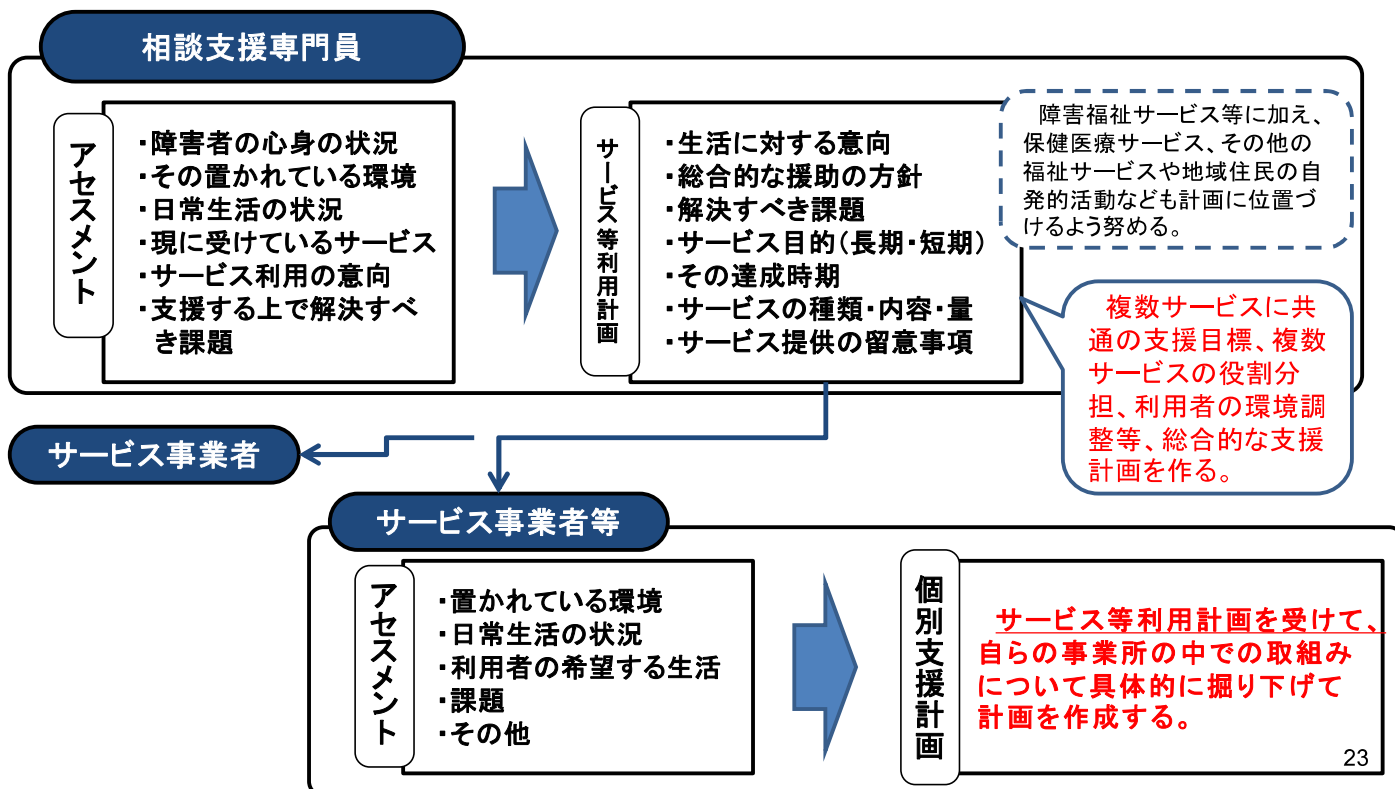 相談支援専門員
アセスメント
・障害者の心身の状況
・その置かれている環境
・日常生活の状況
・現に受けているサービス
・サービス利用の意向
・支援する上で解決すべ
き課題
サービス等利用計画
・生活に対する意向
・総合的な援助の方針
・解決すべき課題
・サービス目的（長期・短期）
・その達成時期
・サービスの種類・内容・量
・サービス提供の留意事項
障害福祉サービス等に加え、
保健医療サービス、その他の
福祉サービスや地域住民の自
発的活動なども計画に位置づ
けるよう努める。
複数サービスに共
通の支援目標、複数
サービスの役割分
担、利用者の環境調
整等、総合的な支援
計画を作る。
サービス事業者
サービス事業者等
アセスメント
・置かれている環境
・日常生活の状況
・利用者の希望する生活
・課題
・その他
個別支援計画
サービス等利用計画を受けて、
自らの事業所の中での取組み
について具体的に掘り下げて
計画を作成する。
23